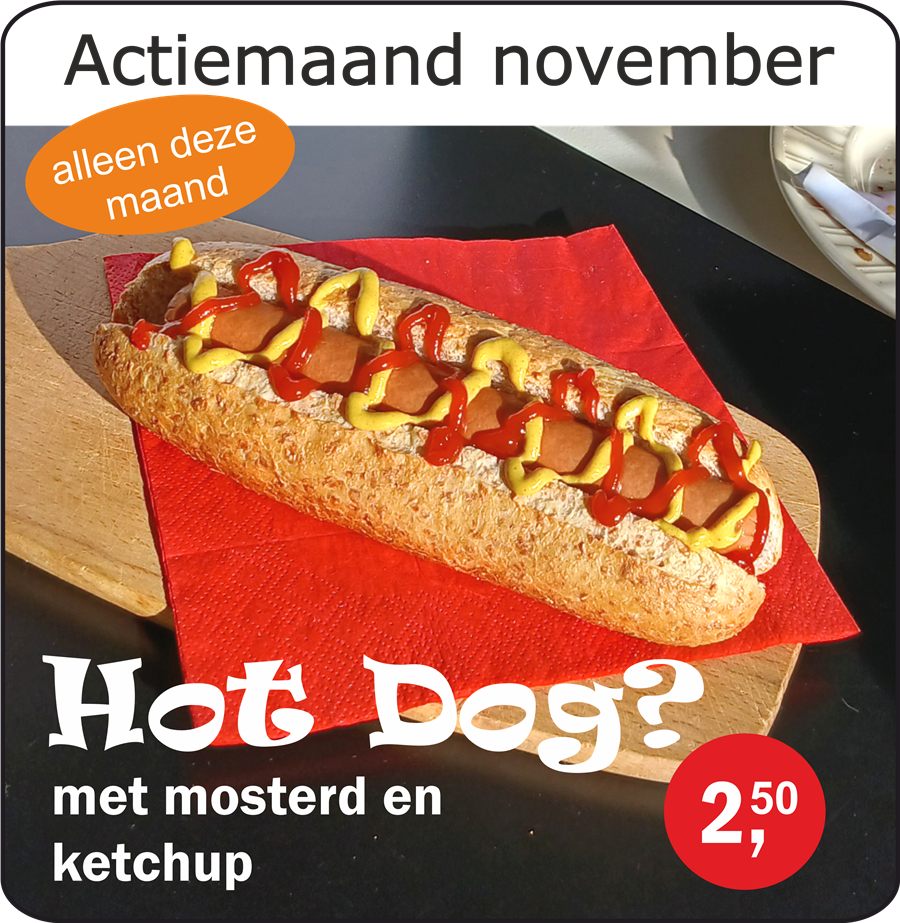 Actiemaand november
alleen deze
maand
Hot Dog?
met mosterd en
ketchup
2,50